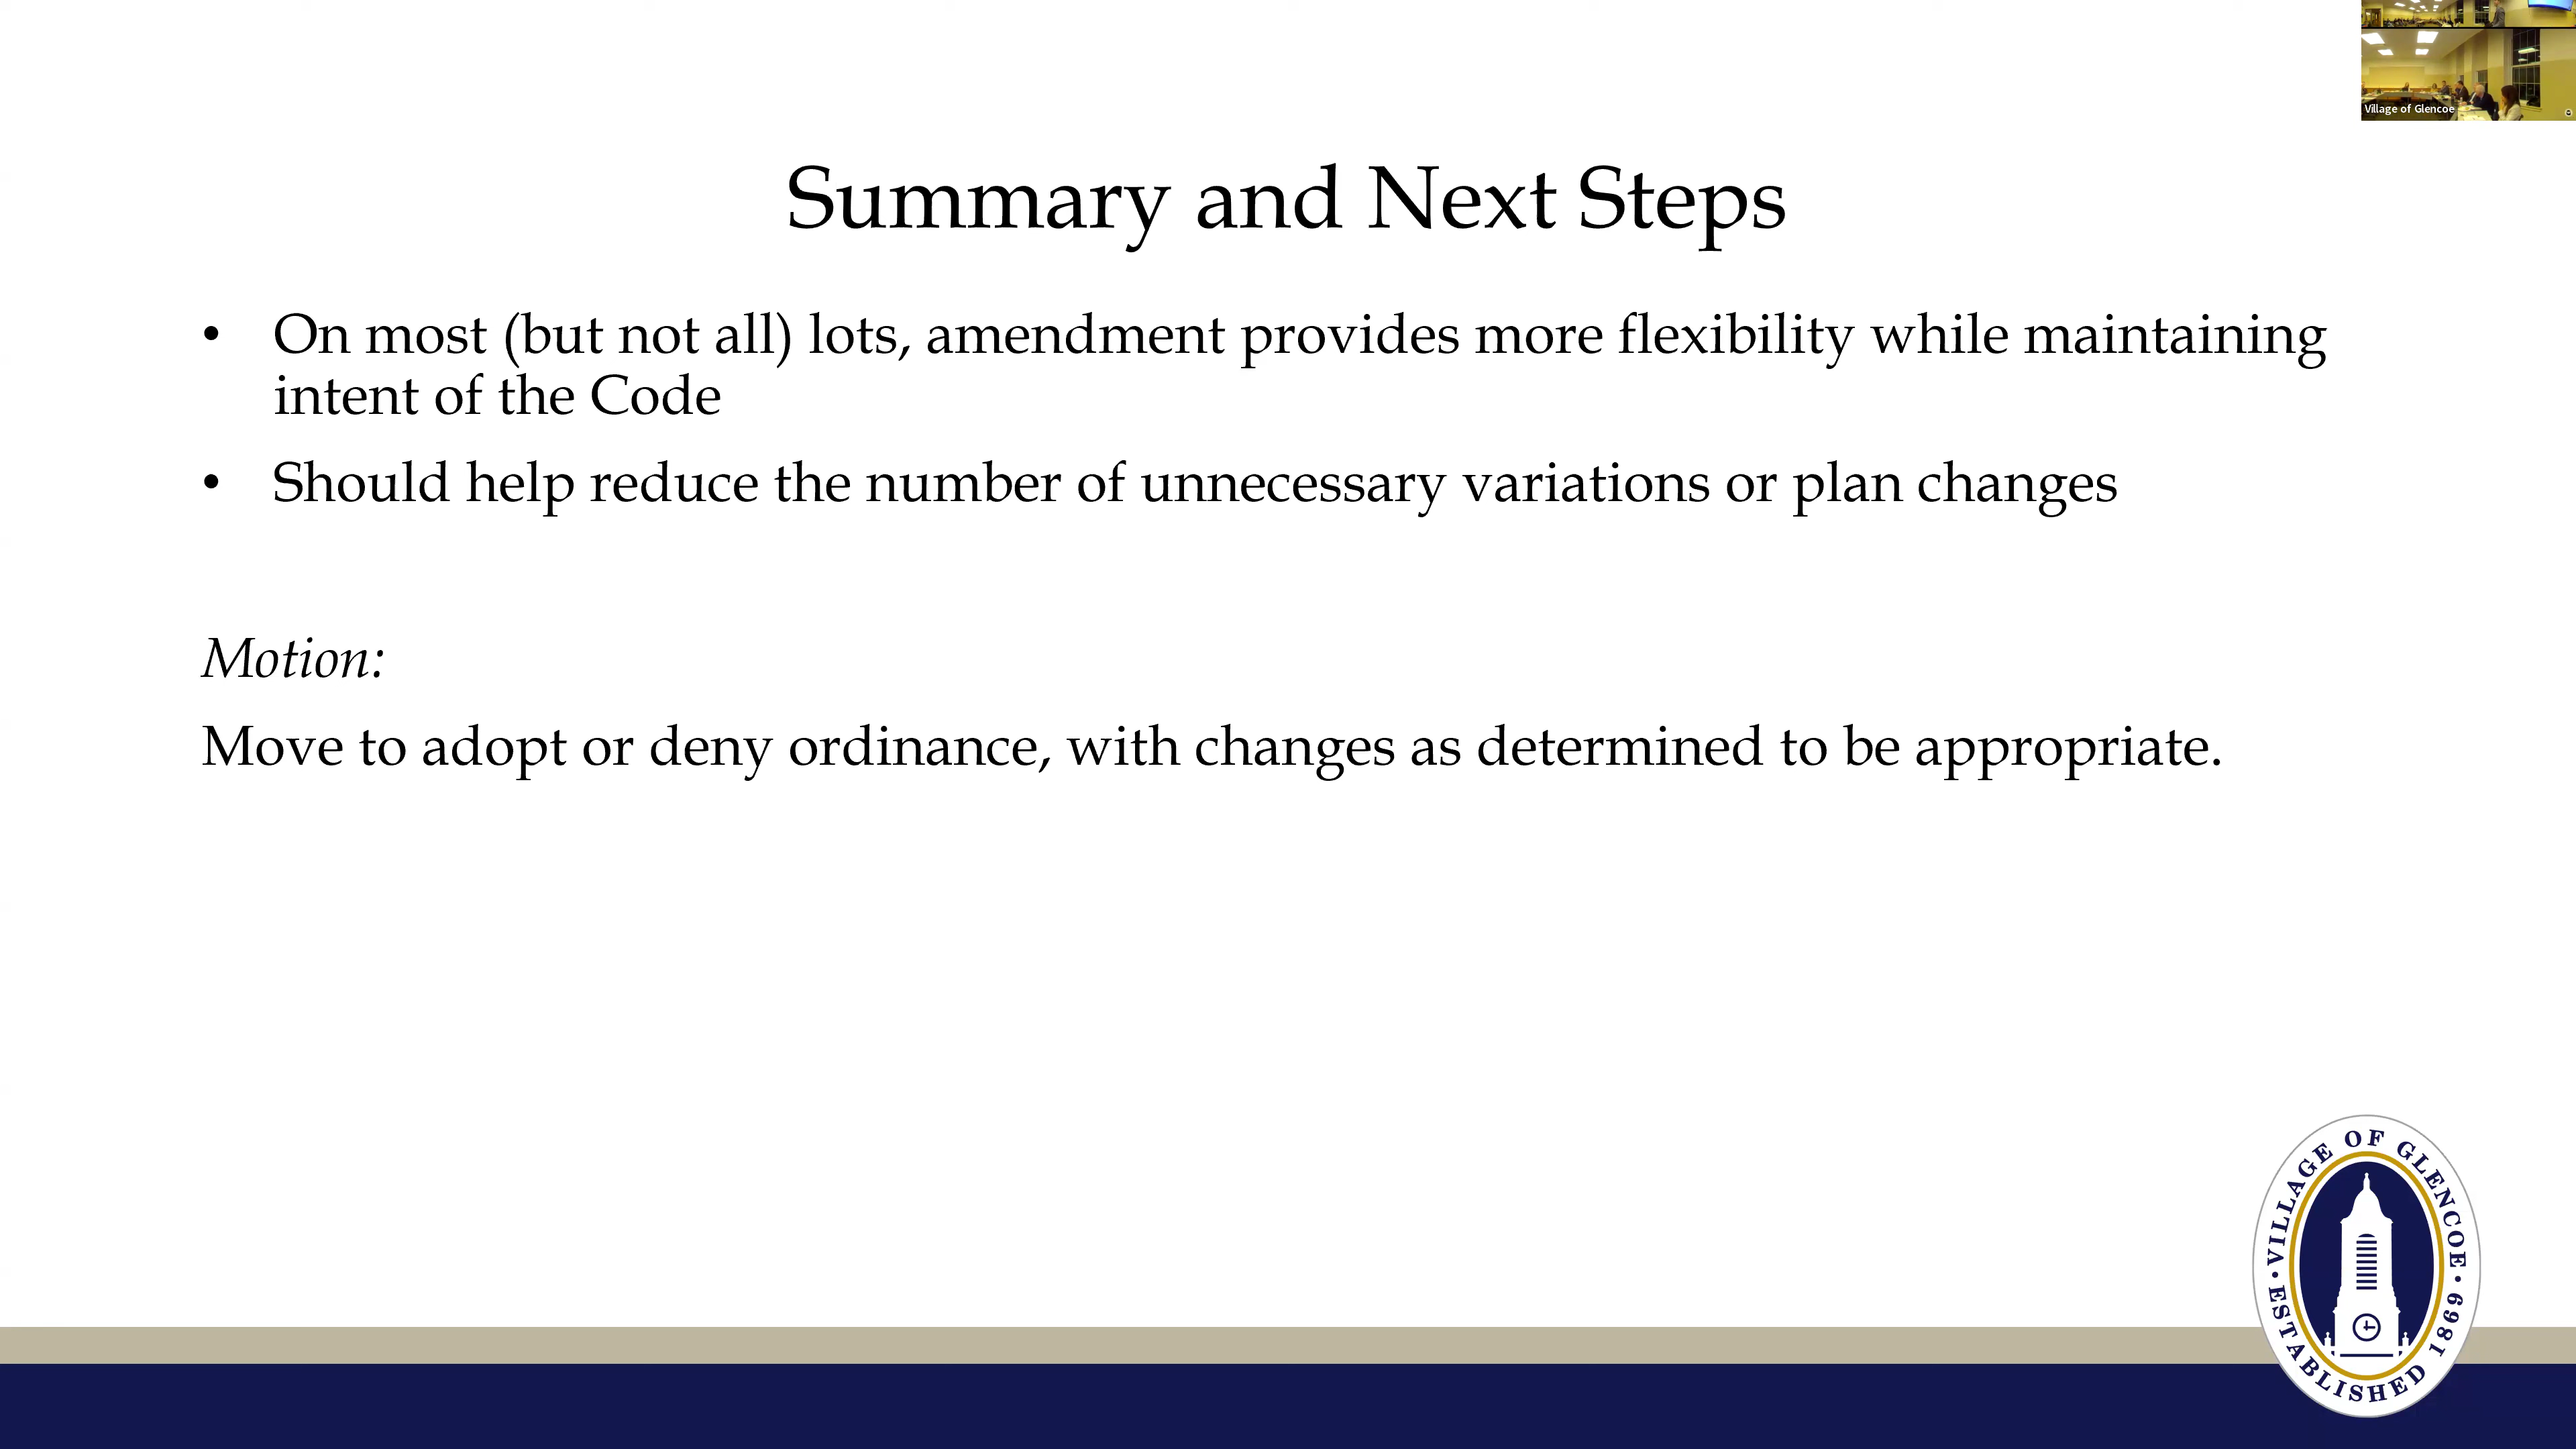 Village of Glencoe
Summary and Next Steps
• On most (but not all) lots, amendment provides more flexibility while maintaining
intent of the Code
• Should help reduce the number of unnecessary variations or plan changes
Motion:
Move to adopt or deny ordinance, with changes as determined to be appropriate.
VILLAGE OF GLENCOE • ESTABLISHED 1869 •